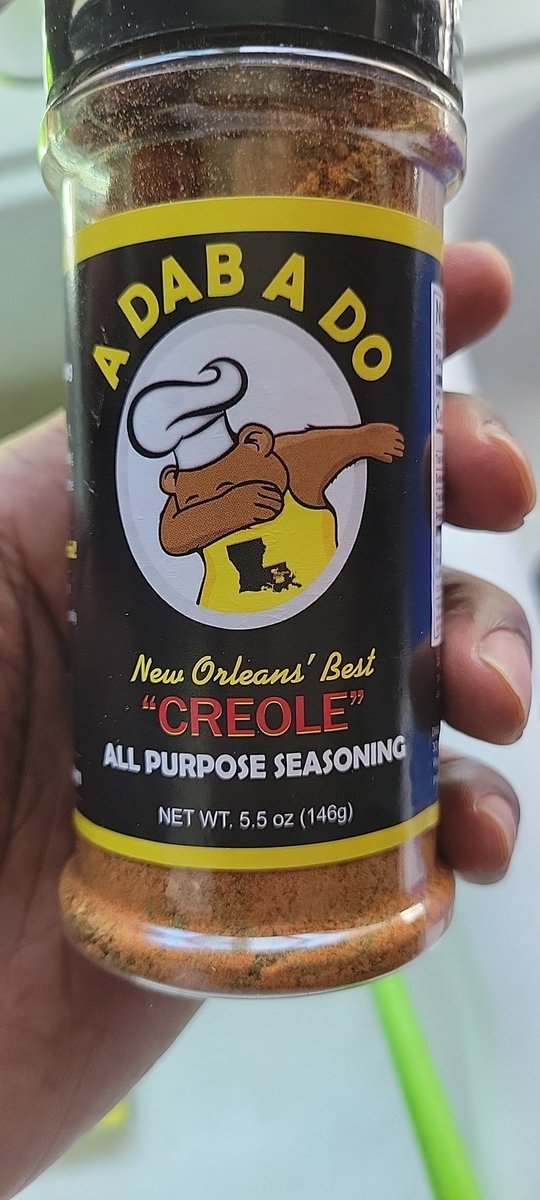 A DAB A DO
New Orleans' Best
"CREOLE"
ALL PURPOSE SEASONING
NET WT. 5.5 oz (146g)